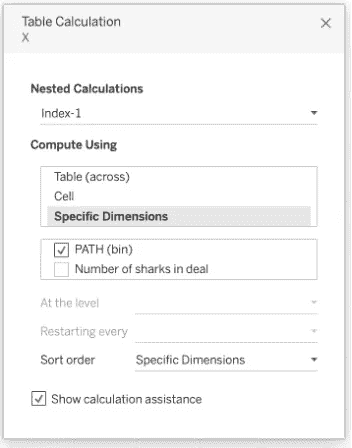 Table Calculation
X
Nested Calculations
Index-1
Compute Using
Table (across)
Cell
Specific Dimensions
PATH (bin)
Number of sharks in deal
At the level
Restarting every
Sort order Specific Dimensions
Show calculation assistance